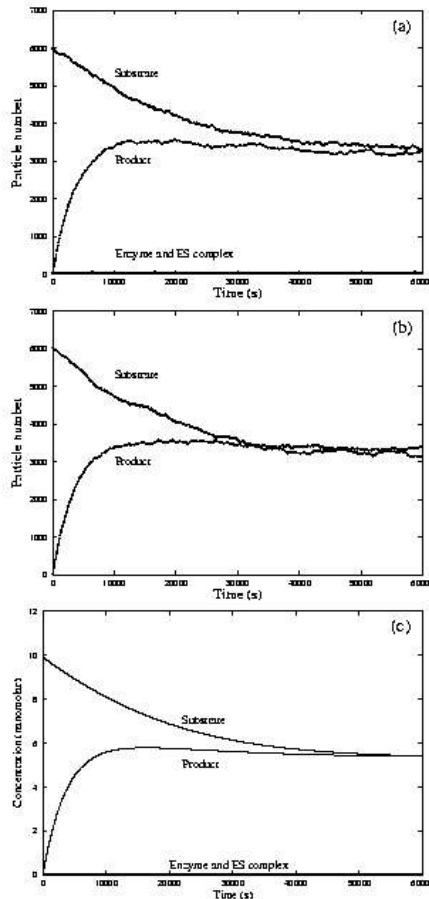 (a)
7000
6000
5000
4000
3000
2000
1000
0
Particle number
Substrate
Product
Enzyme and ES complex
0 10000 20000 30000 40000 50000 6000
Time (s)
(b)
7000
6000
5000
4000
3000
2000
1000
0
Particle number
Substrate
Product
0 10000 20000 30000 40000 50000 6000
Time (s)
(c)
12
10
8
6
4
2
0
Concentration (nanomolar)
Substrate
Product
Enzyme and ES complex
0 10000 20000 30000 40000 50000 6000
Time (s)